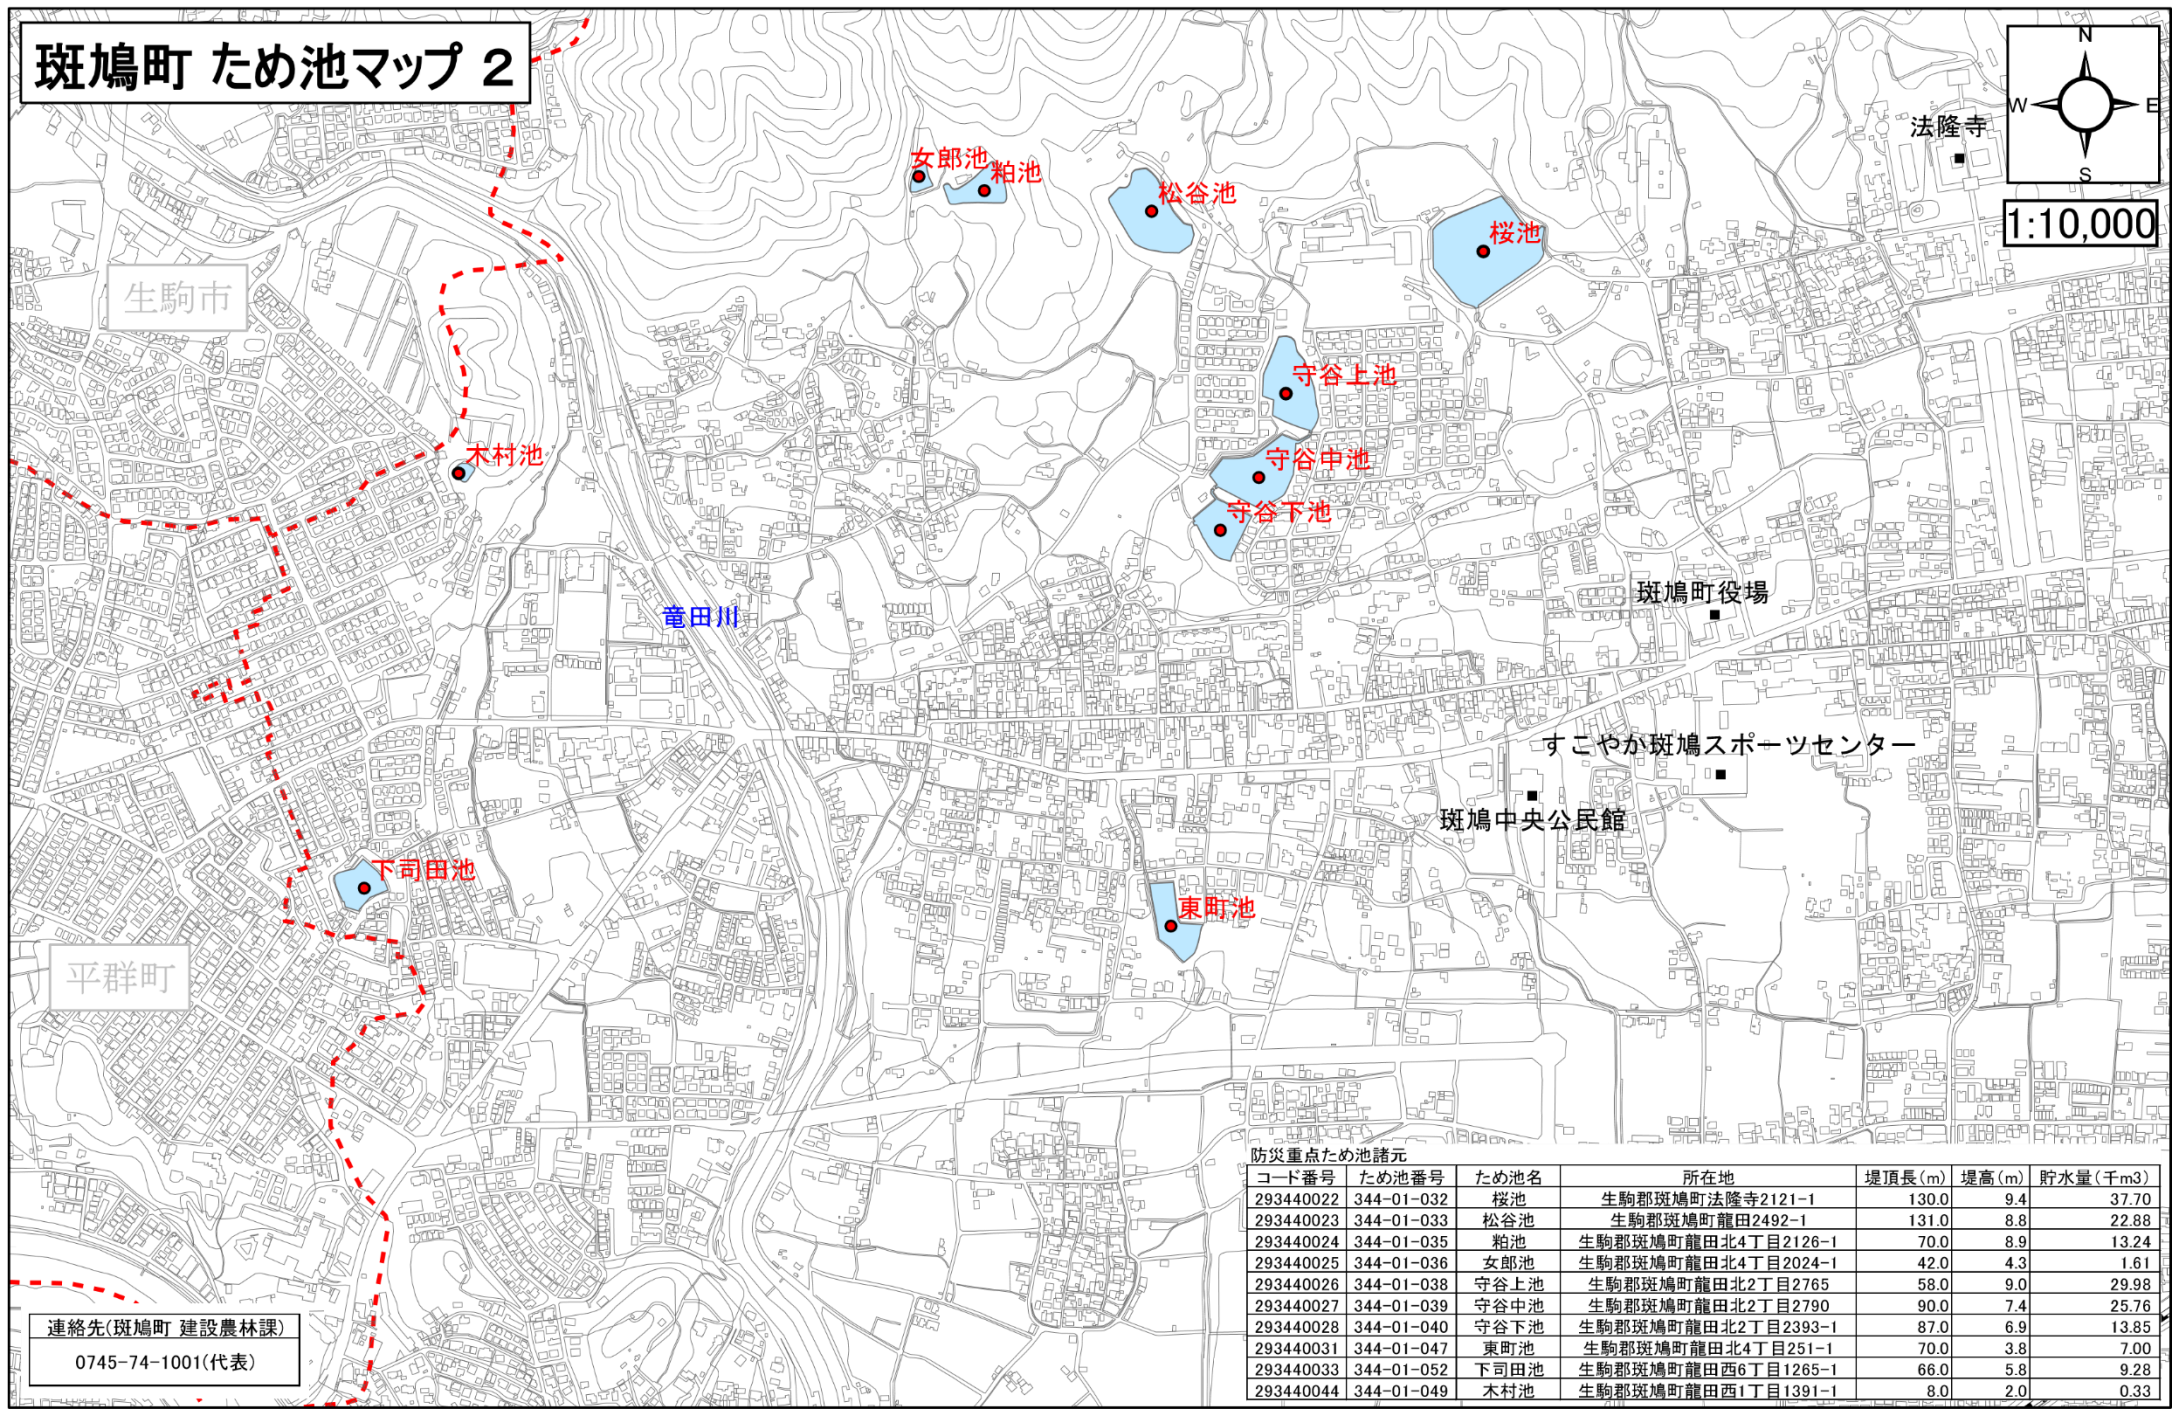 斑鳩町 ため池マップ 2
N
W
E
S
1:10,000
法隆寺
女郎池
粕池
松谷池
桜池
生駒市
守谷上池
木村池
守谷中池
守谷下池
斑鳩町役場
竜田川
すこやか斑鳩スポーツセンター
斑鳩中央公民館
下司田池
東町池
平群町
防災重点ため池諸元
コード番号 ため池番号 ため池名 所在地 堤頂長(m) 堤高(m) 貯水量(千m3)
293440022 344-01-032 桜池 生駒郡斑鳩町法隆寺2121-1 130.0 9.4 37.70
293440023 344-01-033 松谷池 生駒郡斑鳩町龍田2492-1 131.0 8.8 22.88
293440024 344-01-035 粕池 生駒郡斑鳩町龍田北4丁目2126-1 70.0 8.9 13.24
293440025 344-01-036 女郎池 生駒郡斑鳩町龍田北4丁目2024-1 42.0 4.3 1.61
293440026 344-01-038 守谷上池 生駒郡斑鳩町龍田北2丁目2765 58.0 9.0 29.98
293440027 344-01-039 守谷中池 生駒郡斑鳩町龍田北2丁目2790 90.0 7.4 25.76
293440028 344-01-040 守谷下池 生駒郡斑鳩町龍田北2丁目2393-1 87.0 6.9 13.85
293440031 344-01-047 東町池 生駒郡斑鳩町龍田北4丁目251-1 70.0 3.8 7.00
293440033 344-01-052 下司田池 生駒郡斑鳩町龍田西6丁目1265-1 66.0 5.8 9.28
293440044 344-01-049 木村池 生駒郡斑鳩町龍田西1丁目1391-1 8.0 2.0 0.33
連絡先(斑鳩町 建設農林課)
0745-74-1001(代表)